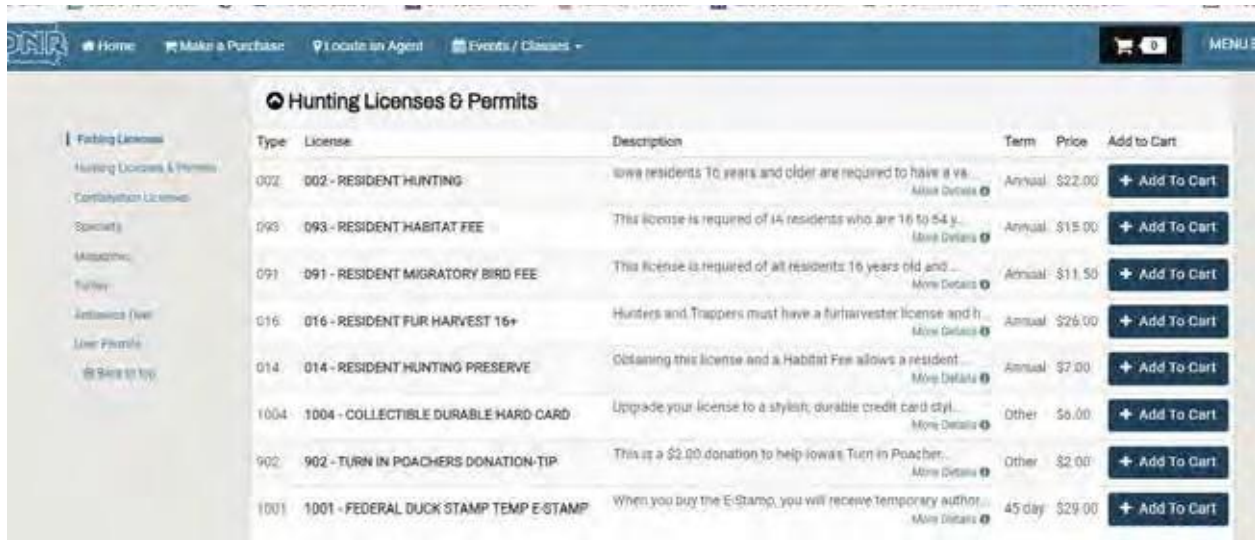 DNR Home Make a Purchase Locate an Agent Events / Classes 0 MENU
Hunting Licenses & Permits
Fishing Licenses
Hunting Licenses & Permits
Combination Licenses
Specialty
Magazines
Turkey
Antlerless Deer
User Permits
Back to top
Type License Description Term Price Add to Cart
002 002 - RESIDENT HUNTING Iowa residents 16 years and older are required to have a va... Annual $22.00 + Add To Cart
More Details
093 093 - RESIDENT HABITAT FEE This license is required of IA residents who are 16 to 64 y... Annual $15.00 + Add To Cart
More Details
091 091 - RESIDENT MIGRATORY BIRD FEE This license is required of all residents 16 years old and ... Annual $11.50 + Add To Cart
More Details
016 016 - RESIDENT FUR HARVEST 16+ Hunters and Trappers must have a furharvester license and h... Annual $26.00 + Add To Cart
More Details
014 014 - RESIDENT HUNTING PRESERVE Obtaining this license and a Habitat Fee allows a resident ... Annual $7.00 + Add To Cart
More Details
1004 1004 - COLLECTIBLE DURABLE HARD CARD Upgrade your license to a stylish, durable credit card styl... Other $6.00 + Add To Cart
More Details
902 902 - TURN IN POACHERS DONATION-TIP This is a $2.00 donation to help Iowa's Turn in Poacher... Other $2.00 + Add To Cart
More Details
1001 1001 - FEDERAL DUCK STAMP TEMP E-STAMP When you buy the E-Stamp, you will receive temporary author... 45 day $29.00 + Add To Cart
More Details